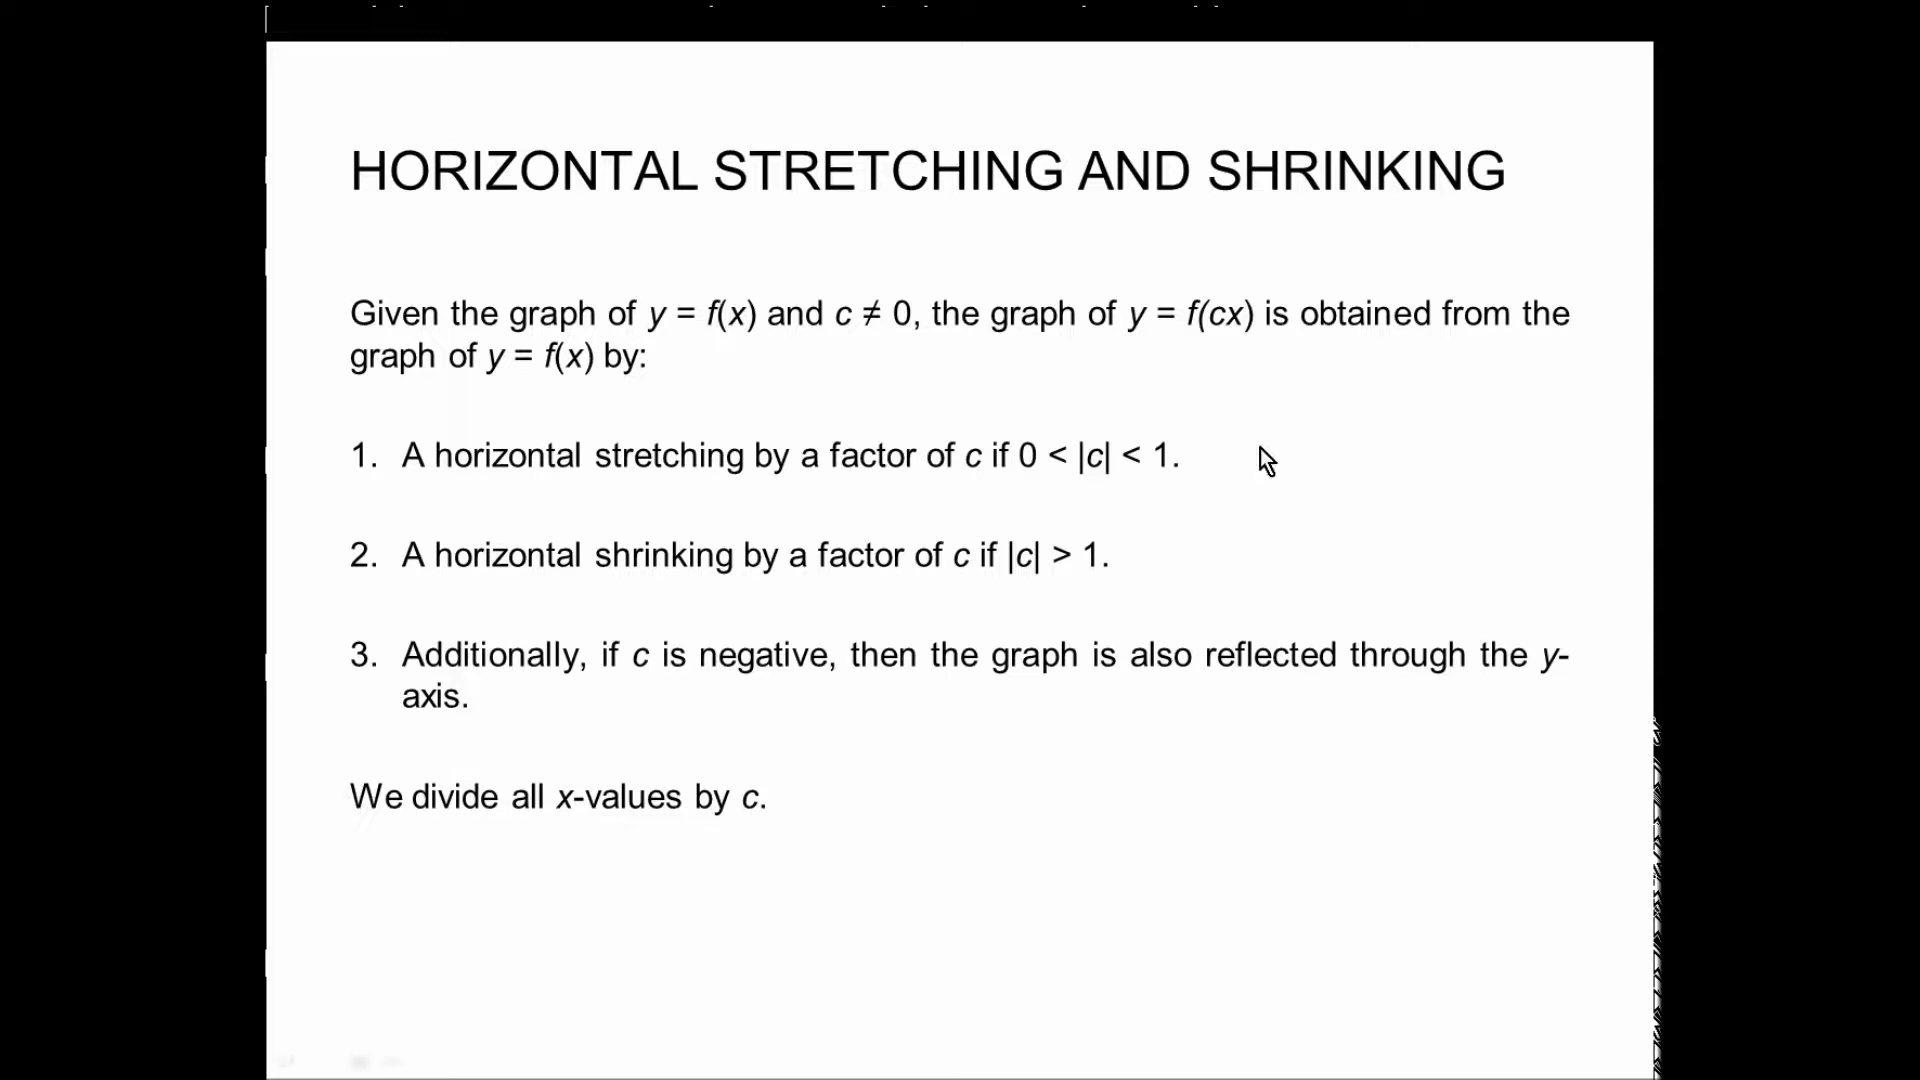 HORIZONTAL STRETCHING AND SHRINKING
Given the graph of y = f(x) and c ≠ 0, the graph of y = f(cx) is obtained from the
graph of y = f(x) by:
1. A horizontal stretching by a factor of c if 0 < |c| < 1.
2. A horizontal shrinking by a factor of c if |c| > 1.
3. Additionally, if c is negative, then the graph is also reflected through the y-
axis.
We divide all x-values by c.